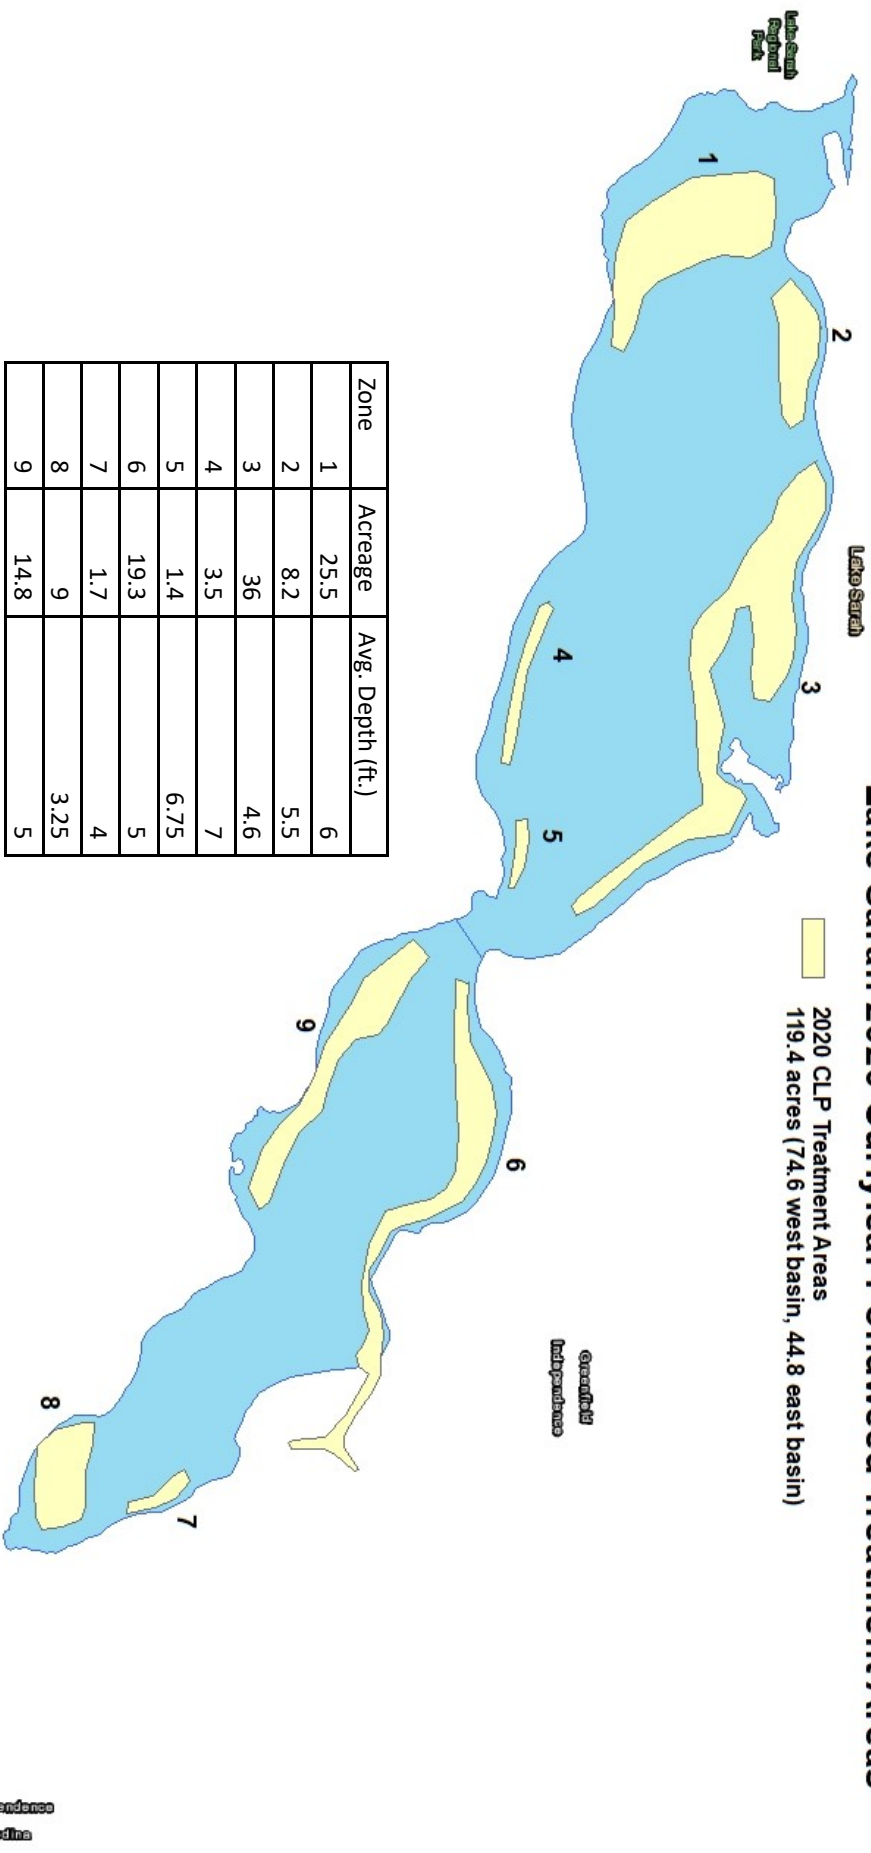 2020 CLP Treatment Areas
119.4 acres (74.6 west basin, 44.8 east basin)
Lake Sarah
Regional
Park
Lake Sarah
Greenfield
Independence
1
2
3
4
5
6
7
8
9
Zone Acreage Avg. Depth (ft.)
1 25.5 6
2 8.2 5.5
3 36 4.6
4 3.5 7
5 1.4 6.75
6 19.3 5
7 1.7 4
8 9 3.25
9 14.8 5